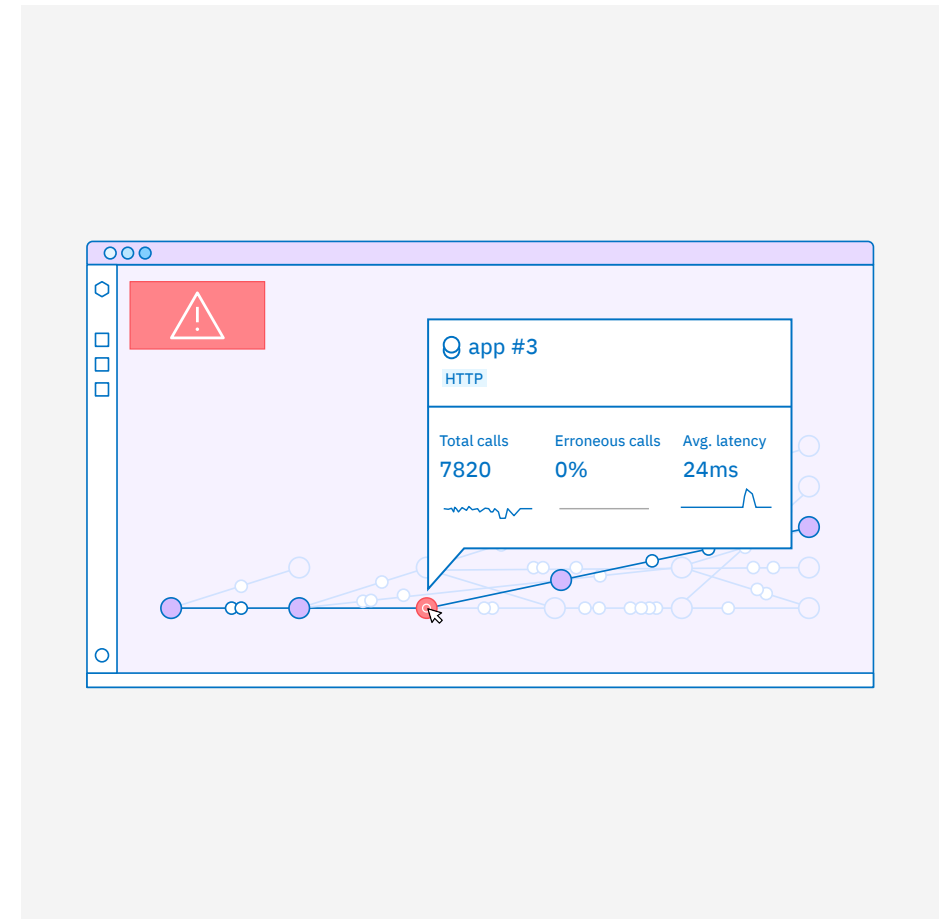 app #3
HTTP
Total calls
7820
Erroneous calls
0%
Avg. latency
24ms